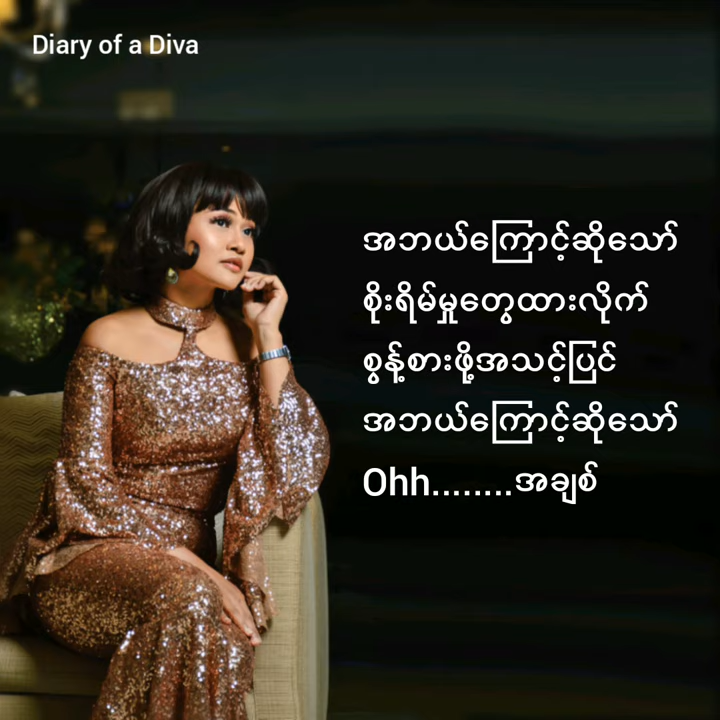 Diary of a Diva
အဘယ်ကြောင့်ဆိုသော်
စိုးရိမ်မှုတွေထားလိုက်
စွန့်စားဖို့အသင့်ပြင်
အဘယ်ကြောင့်ဆိုသော်
Ohh........အချစ်